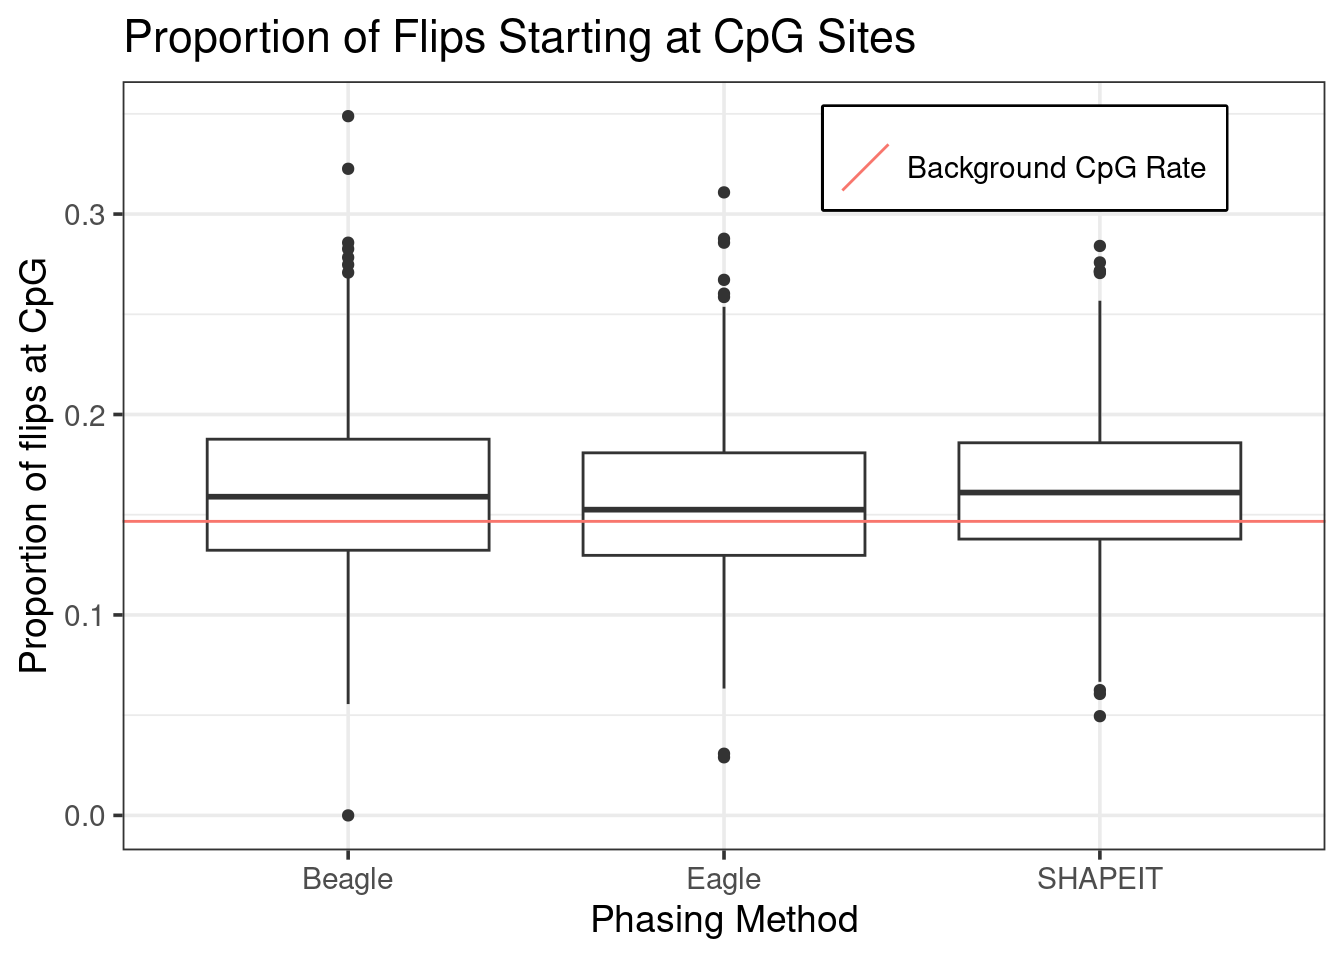 Proportion of Flips Starting at CpG Sites
Background CpG Rate
Proportion of flips at CpG
0.3
0.2
0.1
0.0
Beagle Eagle SHAPEIT
Phasing Method